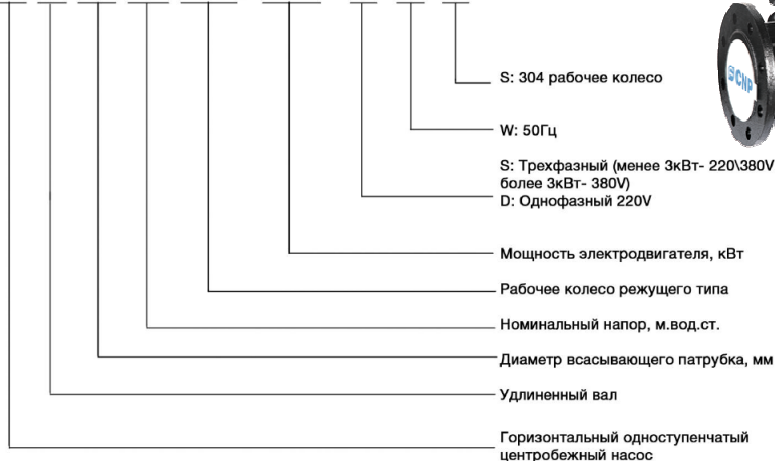 S: 304 рабочее колесо
CNP
W: 50Гц
S: Трехфазный (менее 3кВт- 220\380V
более 3кВт- 380V)
D: Однофазный 220V
Мощность электродвигателя, кВт
Рабочее колесо режущего типа
Номинальный напор, м.вод.ст.
Диаметр всасывающего патрубка, мм
Удлиненный вал
Горизонтальный одноступенчатый
центробежный насос